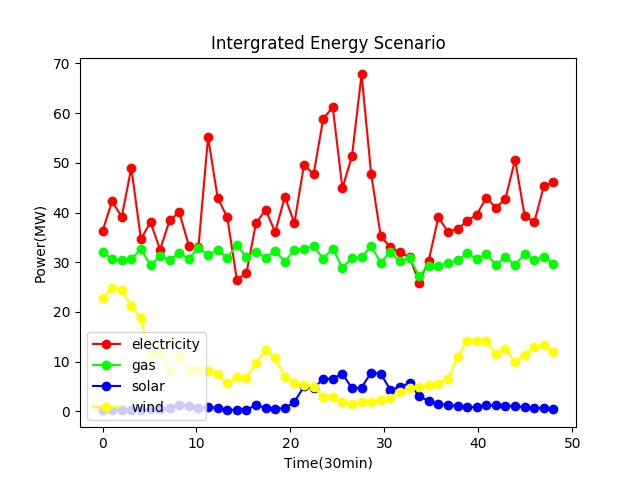 Intergrated Energy Scenario
Power(MW)
70
60
50
40
30
20
10
0
electricity
gas
solar
wind
0 10 20 30 40 50
Time(30min)